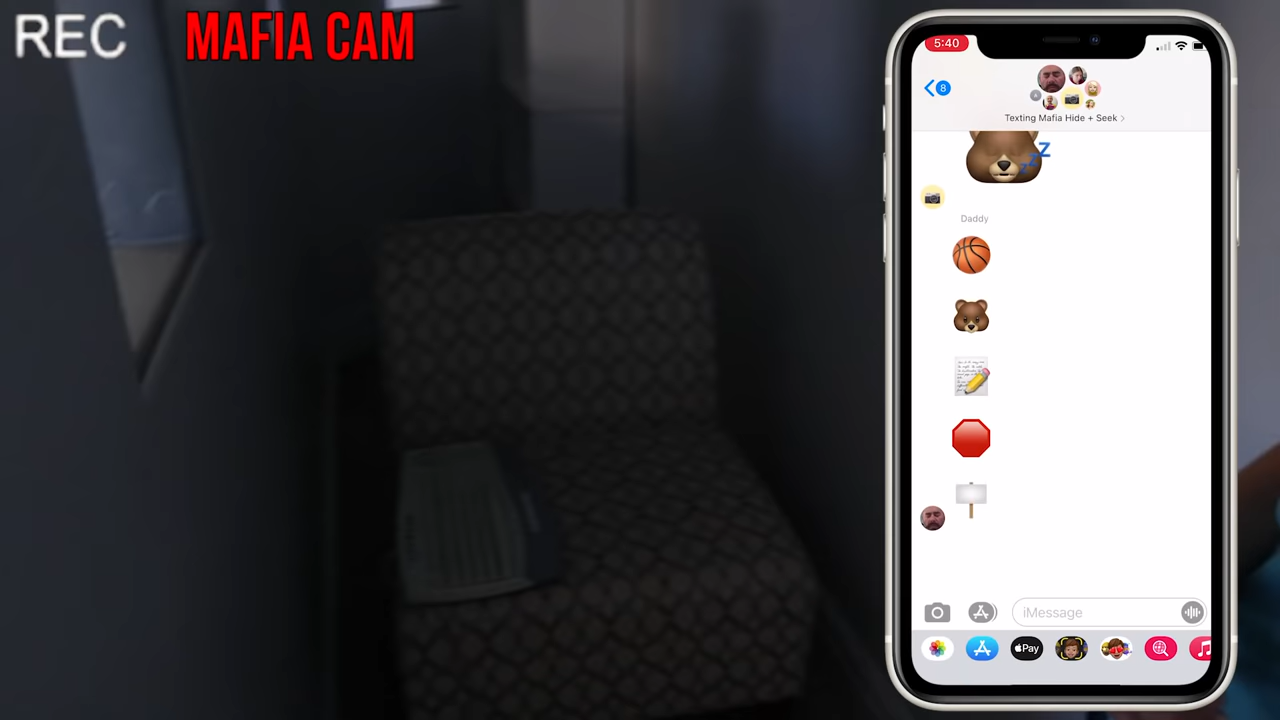 REC
MAFIA CAM
5:40
8
Texting Mafia Hide + Seek
Daddy
iMessage
Pay